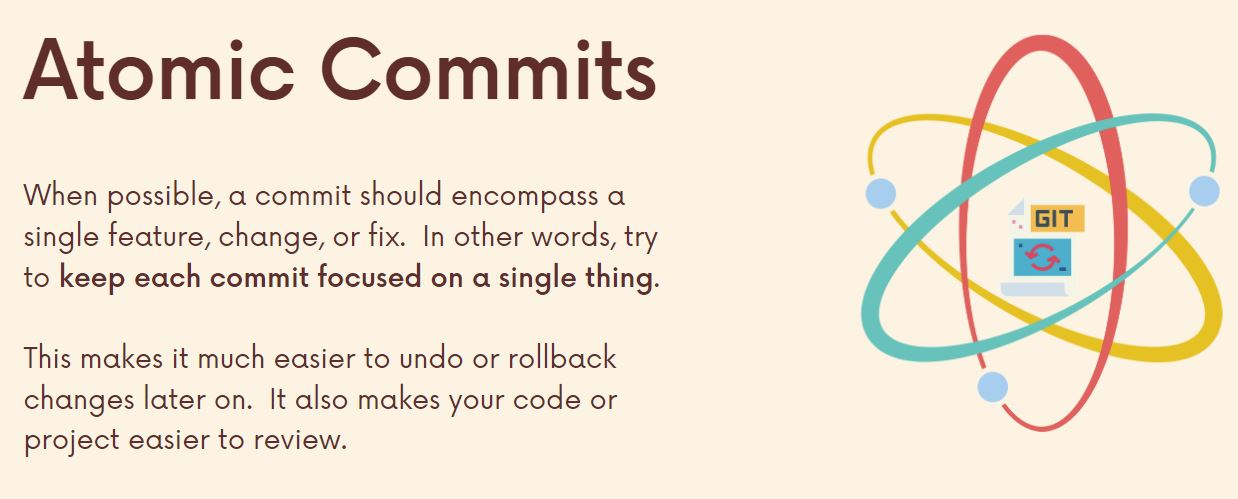 Atomic Commits
When possible, a commit should encompass a
single feature, change, or fix.  In other words, try
to keep each commit focused on a single thing.
This makes it much easier to undo or rollback
changes later on.  It also makes your code or
project easier to review.
GIT